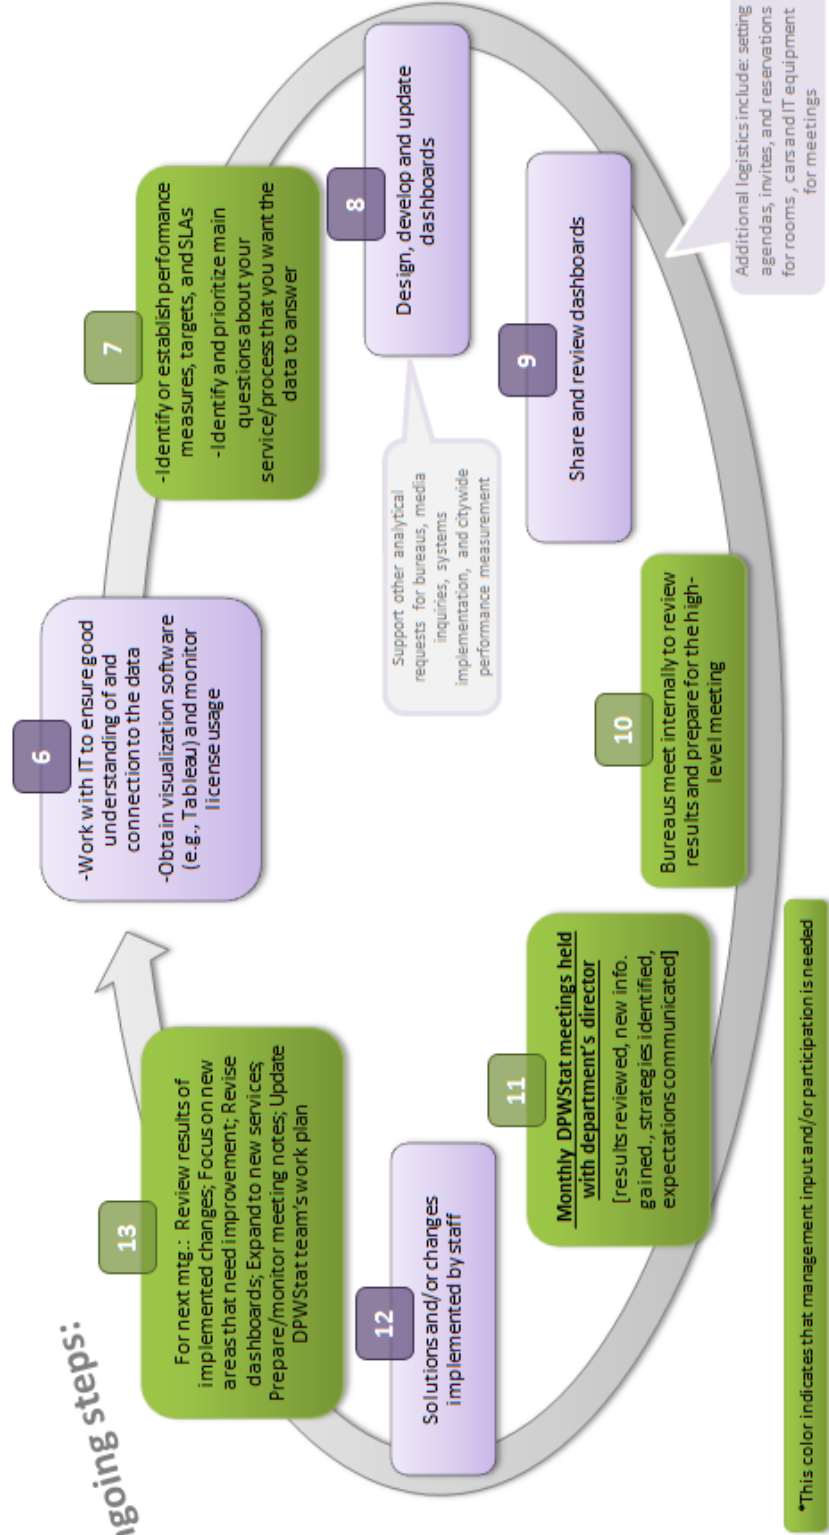 ngoing steps:
6
-Work with IT to ensure good
understanding of and
connection to the data
-Obtain visualization software
(e.g., Tableau) and monitor
license usage
7
-Identify or establish performance
measures, targets, and SLAs
-Identify and prioritize main
questions about your
service/process that you want the
data to answer
8
Design, develop and update
dashboards
Support other analytical
requests for bureaus, media
inquiries, systems
implementation, and citywide
performance measurement
9
Share and review dashboards
Additional logistics include: setting
agendas, invites, and reservations
for rooms, cars and IT equipment
for meetings
10
Bureaus meet internally to review
results and prepare for the high-
level meeting
11
Monthly DPWStat meetings held
with department's director
[results reviewed, new info.
gained., strategies identified,
expectations communicated]
12
Solutions and/or changes
implemented by staff
13
For next mtg.: Review results of
implemented changes; Focus on new
areas that need improvement; Revise
dashboards; Expand to new services;
Prepare/monitor meeting notes; Update
DPWStat team's work plan
*This color indicates that management input and/or participation is needed